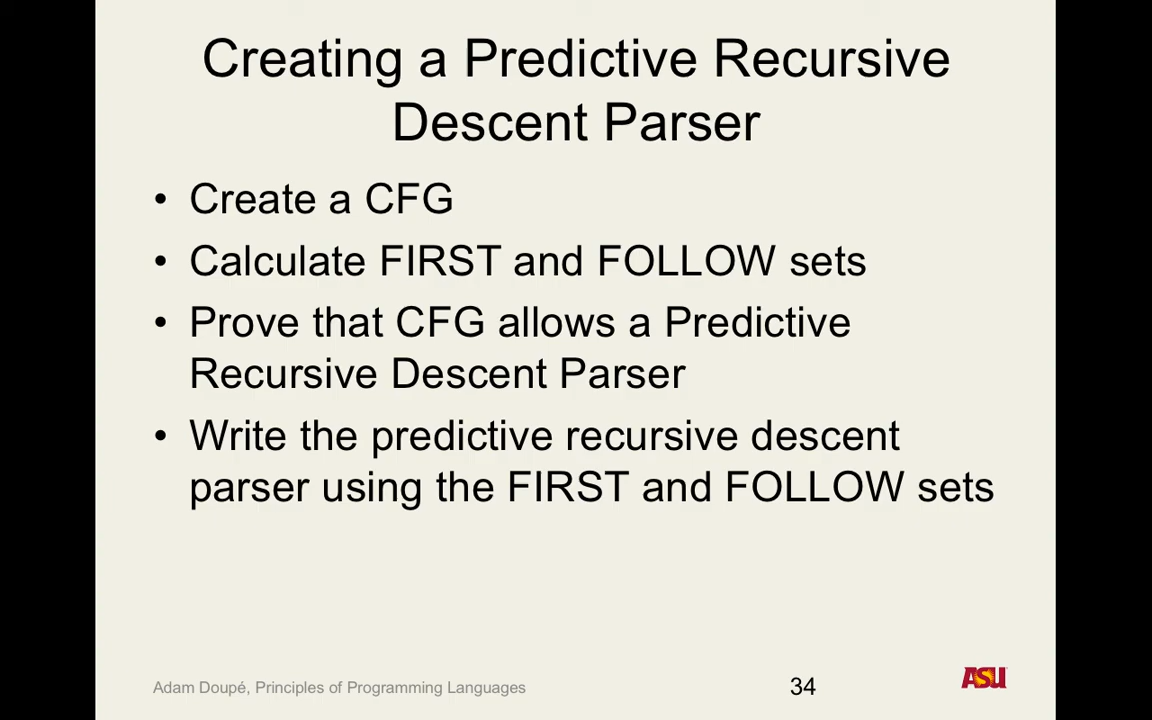 Creating a Predictive Recursive
Descent Parser
• Create a CFG
• Calculate FIRST and FOLLOW sets
• Prove that CFG allows a Predictive
Recursive Descent Parser
• Write the predictive recursive descent
parser using the FIRST and FOLLOW sets
Adam Doupé, Principles of Programming Languages
34
ASU